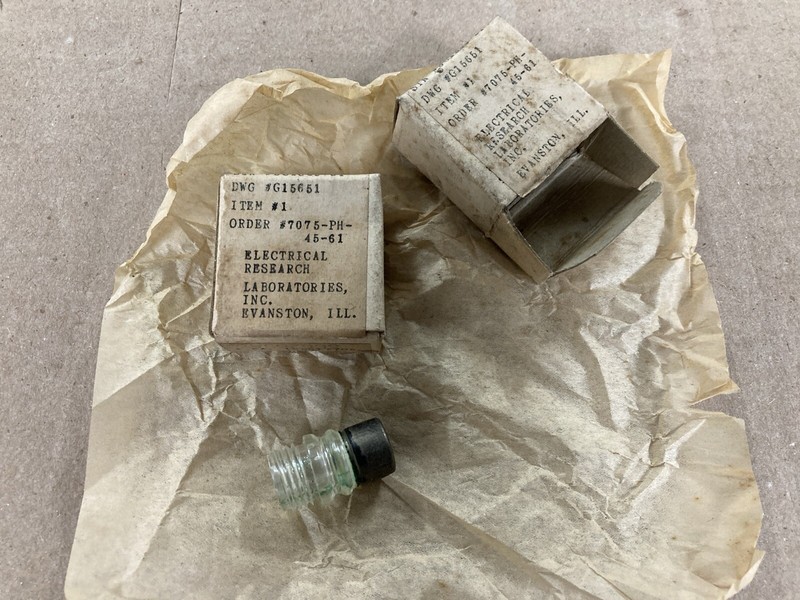 DWG #G15651
ITEM #1
ORDER #7075-PH-
45-61
ELECTRICAL
RESEARCH
LABORATORIES,
INC.
EVANSTON, ILL.
DWG #G15651
ITEM #1
ORDER #7075-PH-
45-61
ELECTRICAL
RESEARCH
LABORATORIES,
INC.
EVANSTON, ILL.